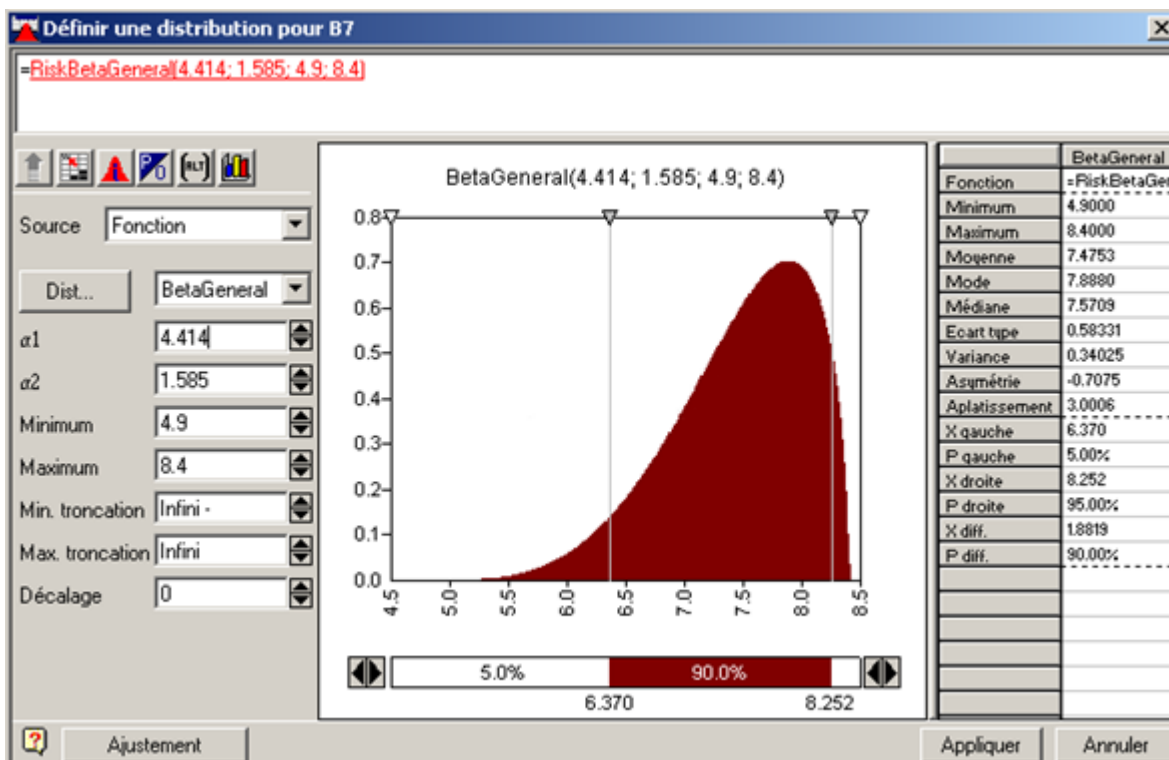 Définir une distribution pour B7
=RiskBetaGeneral(4.414; 1.585; 4.9; 8.4)
Source Fonction
Dist... BetaGeneral
α1 4.414
α2 1.585
Minimum 4.9
Maximum 8.4
Min. troncation Infini -
Max. troncation Infini
Décalage 0
BetaGeneral(4.414; 1.585; 4.9; 8.4)
0.8
0.7
0.6
0.5
0.4
0.3
0.2
0.1
0.0
4.5 5.0 5.5 6.0 6.5 7.0 7.5 8.0 8.5
5.0% 90.0%
6.370 8.252
BetaGeneral
Fonction =RiskBetaGer
Minimum 4.9000
Maximum 8.4000
Moyenne 7.4753
Mode 7.8880
Médiane 7.5709
Ecart type 0.58331
Variance 0.34025
Asymétrie -0.7075
Aplatissement 3.0006
X gauche 6.370
P gauche 5.00%
X droite 8.252
P droite 95.00%
X diff. 1.8819
P diff. 90.00%
Ajustement Appliquer Annuler